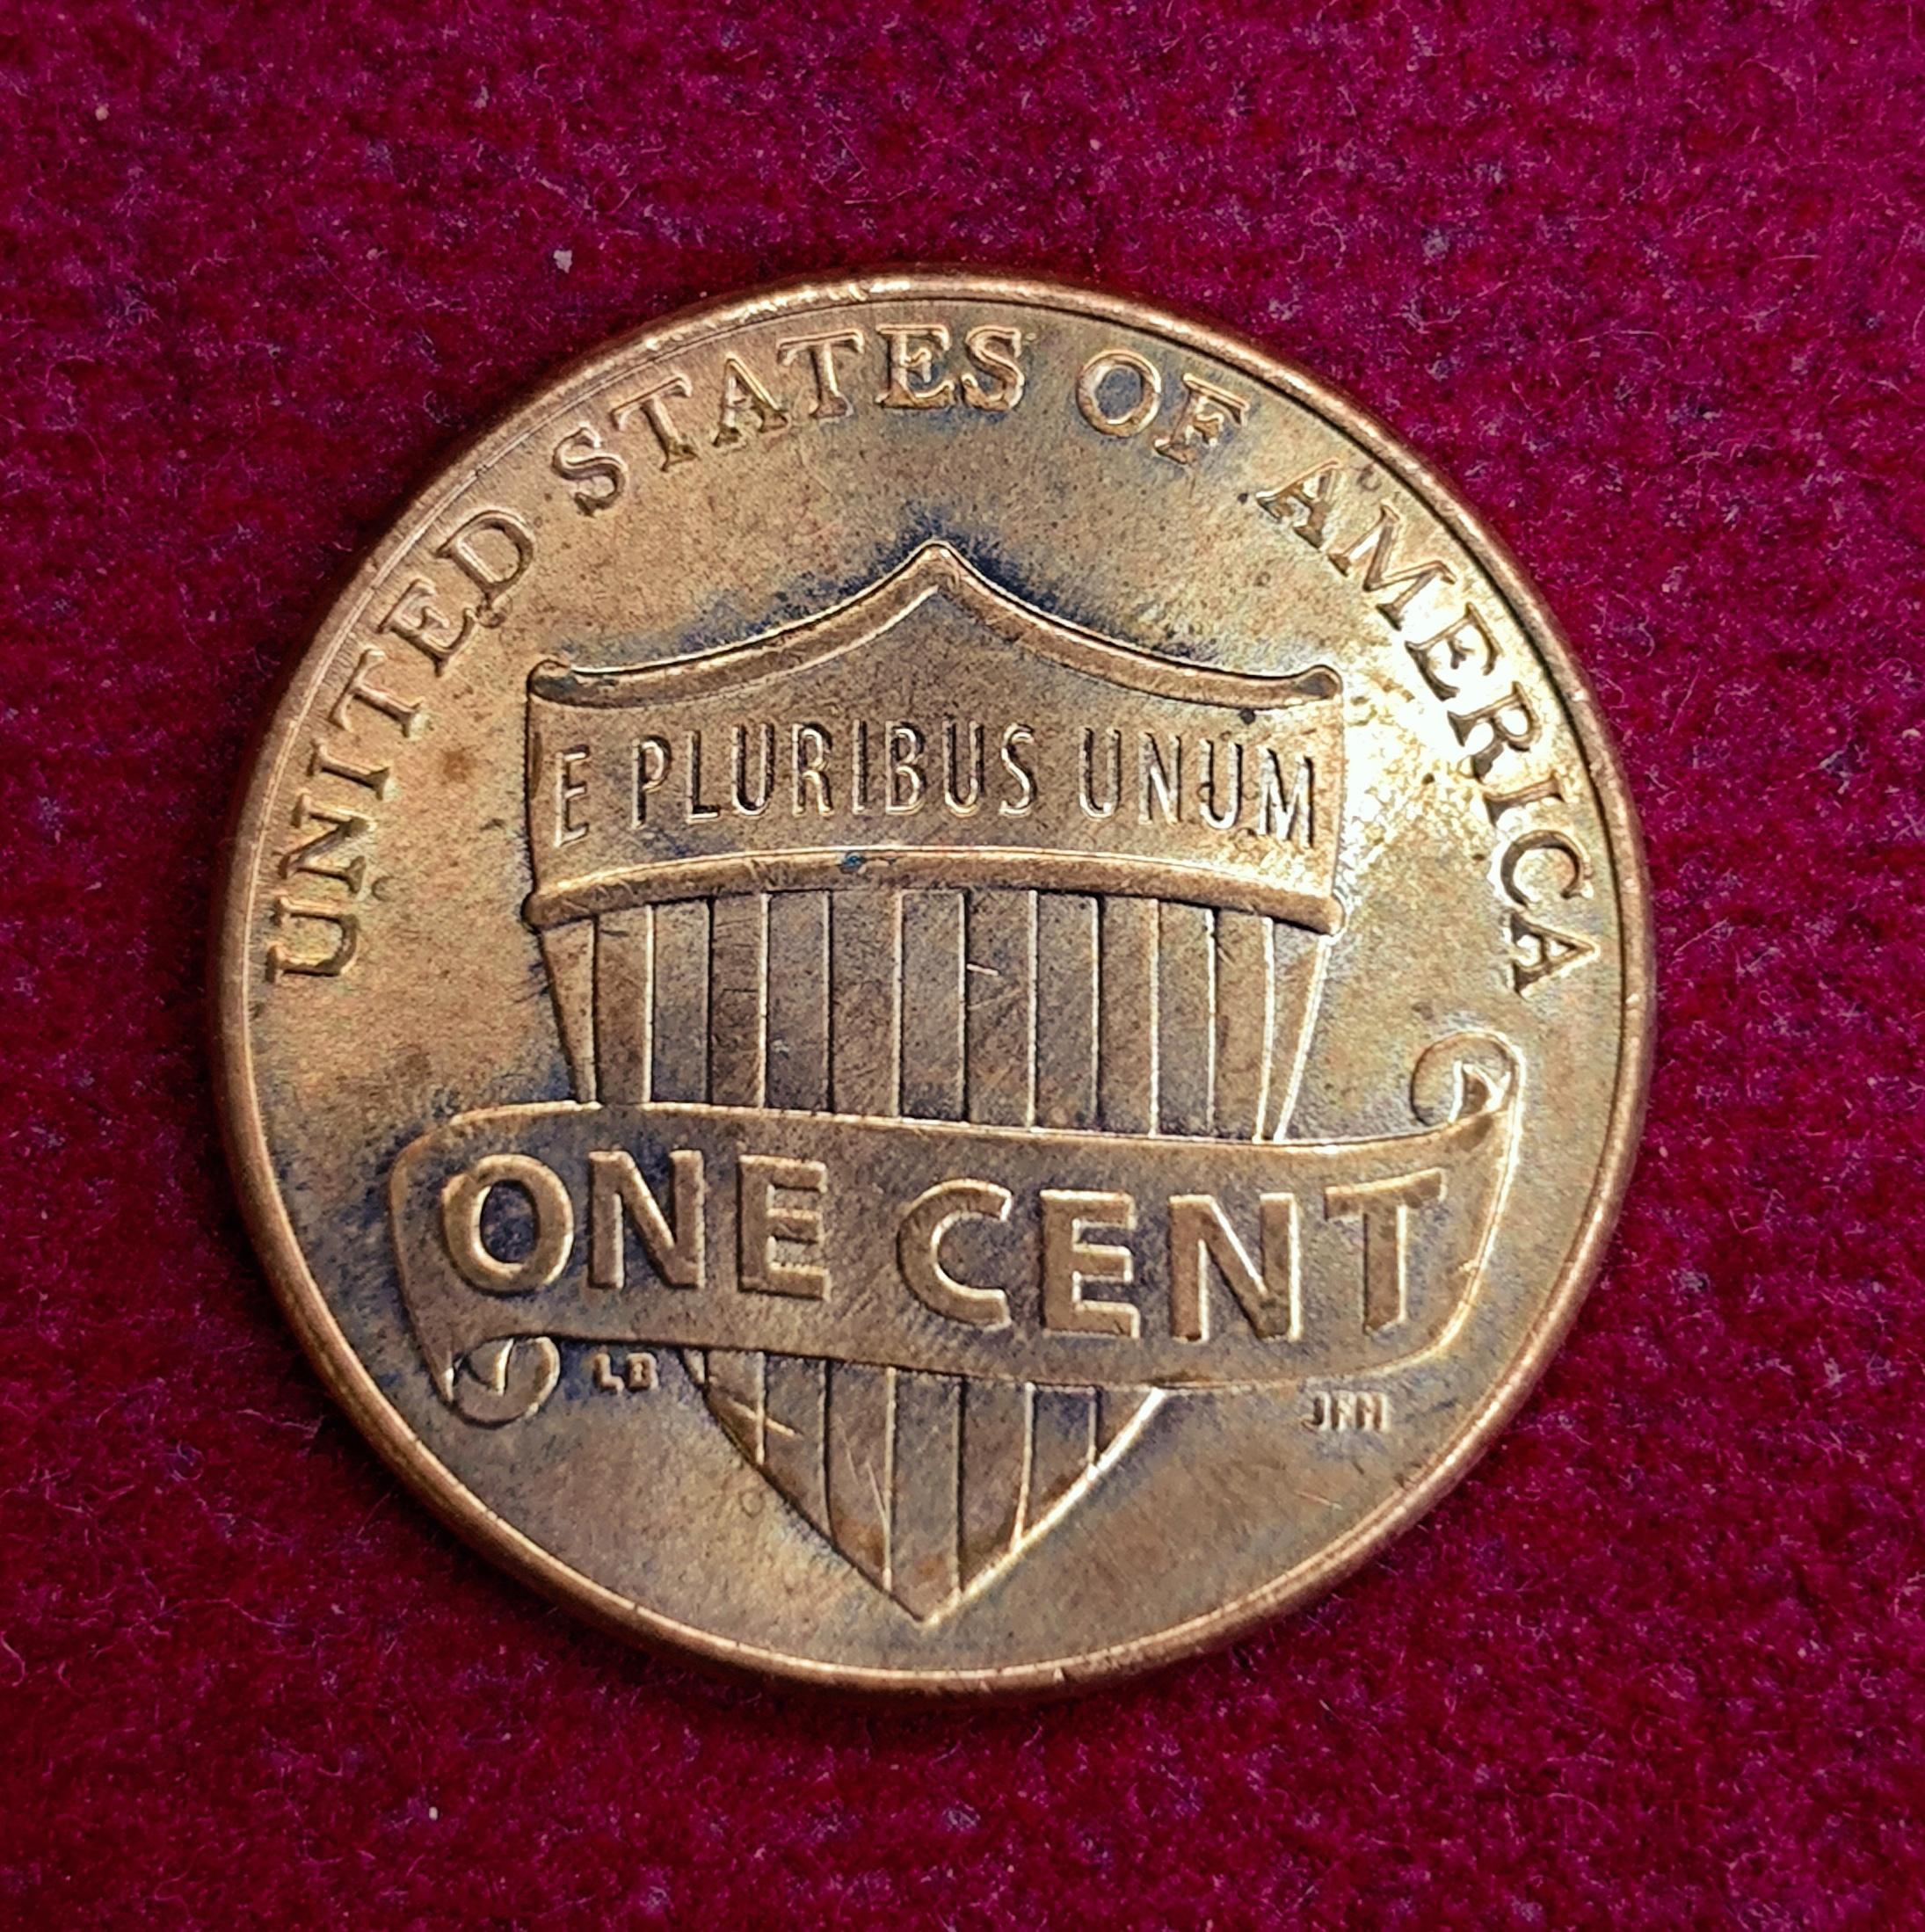 UNITED STATES OF AMERICA
E PLURIBUS UNUM
ONE CENT
LB
JFM